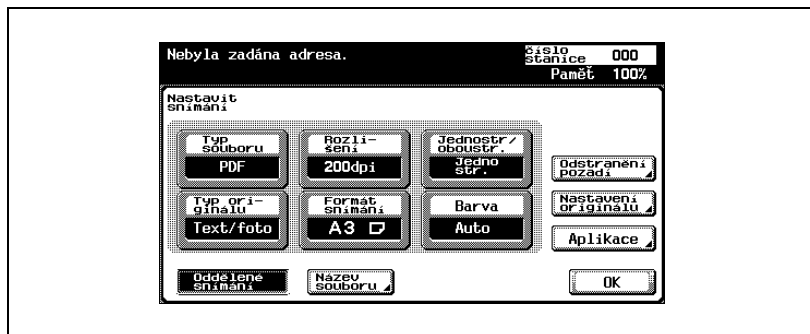 Nebyla zadána adresa.
číslo
stanice 000
Paměť 100%
Nastavit
snímání
Typ
souboru
PDF
Rozli-
šení
200dpi
Jednostr/
oboustr.
Jedno
str.
Odstranění
pozadí
Typ ori-
ginálu
Text/foto
Formát
snímání
A3
Barva
Auto
Nastavení
originálu
Aplikace
Oddělené
snímání
Název
souboru
OK